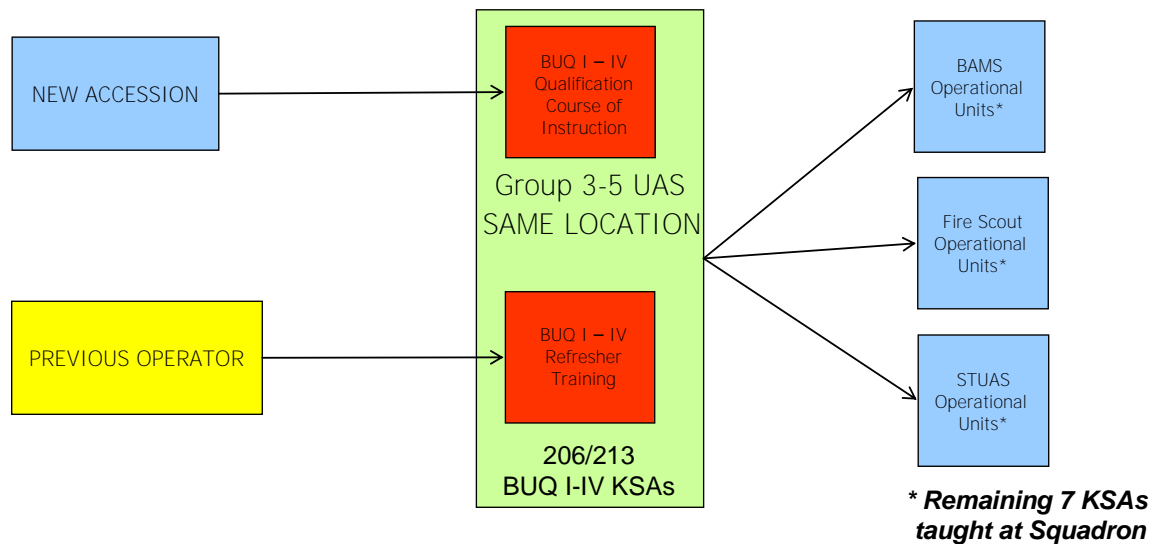 NEW ACCESSION
BUQ I – IV
Qualification
Course of
Instruction
Group 3-5 UAS
SAME LOCATION
PREVIOUS OPERATOR
BUQ I – IV
Refresher
Training
206/213
BUQ I-IV KSAs
BAMS
Operational
Units*
Fire Scout
Operational
Units*
STUAS
Operational
Units*
* Remaining 7 KSAs
taught at Squadron